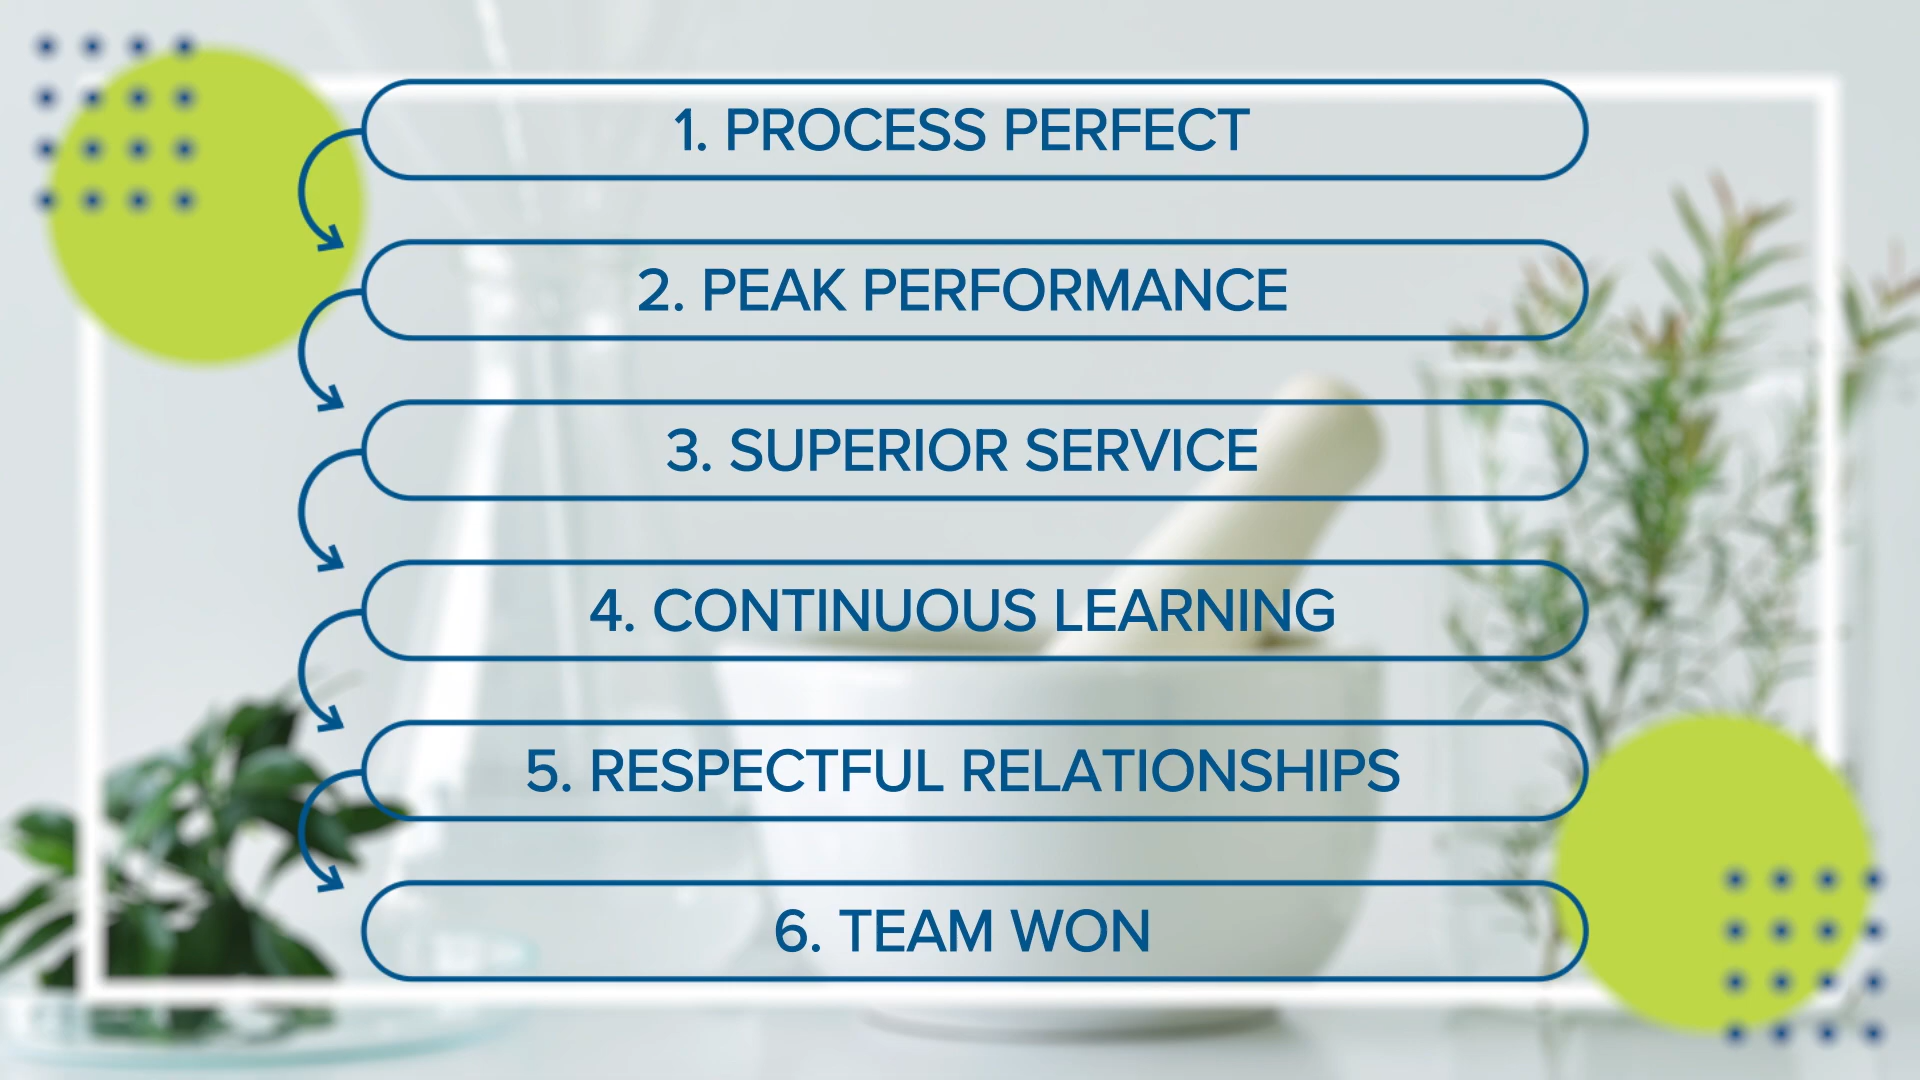 1. PROCESS PERFECT
2. PEAK PERFORMANCE
3. SUPERIOR SERVICE
4. CONTINUOUS LEARNING
5. RESPECTFUL RELATIONSHIPS
6. TEAM WON